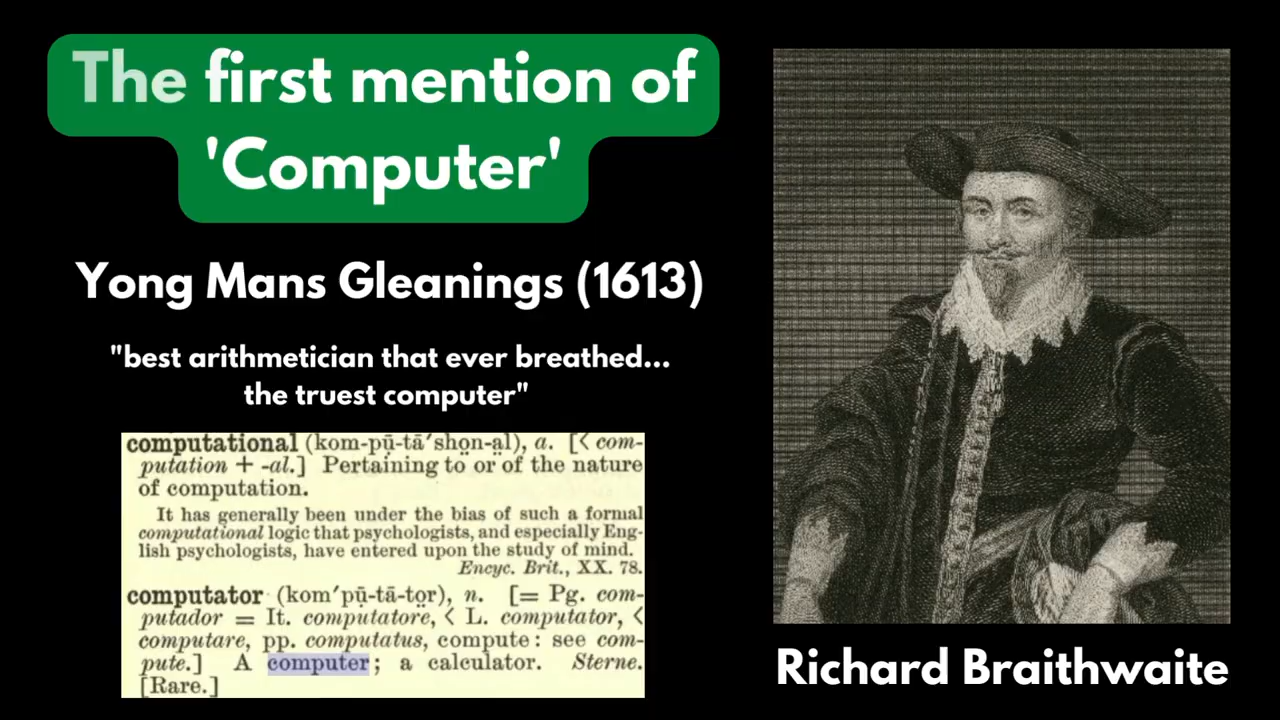 The first mention of
'Computer'
Yong Mans Gleanings (1613)
"best arithmetician that ever breathed...
the truest computer"
computational (kom-pū-tā´shọn-ạl), a. [< com-
putation + -al.] Pertaining to or of the nature
of computation.
It has generally been under the bias of such a formal
computational logic that psychologists, and especially Eng-
lish psychologists, have entered upon the study of mind.
Encyc. Brit., XX. 78.
computator (kom´pū-tā-tọr), n. [= Pg. com-
putador = It. computatore, < L. computator, <
computare, pp. computatus, compute: see com-
pute.] A computer; a calculator. Sterne.
[Rare.]
Richard Braithwaite